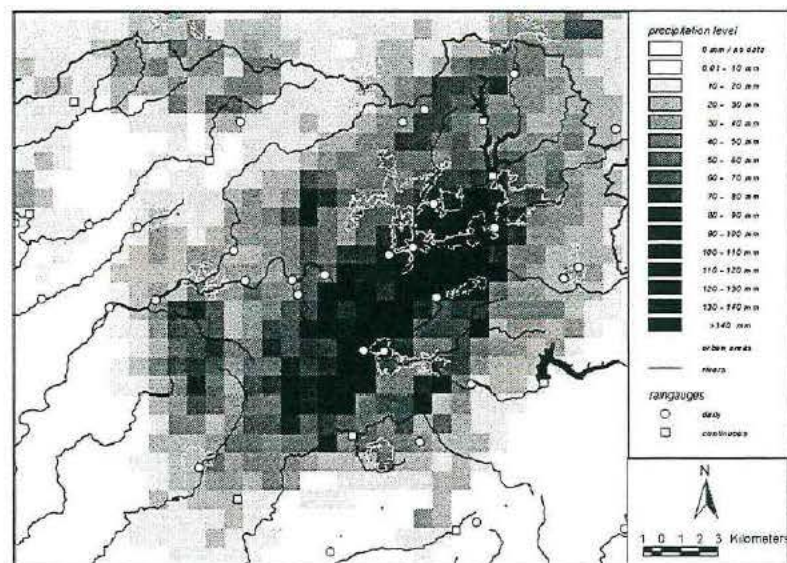 precipitation level
0 mm / no data
0.01 - 10 mm
10 - 20 mm
20 - 30 mm
30 - 40 mm
40 - 50 mm
50 - 60 mm
60 - 70 mm
70 - 80 mm
80 - 90 mm
90 - 100 mm
100 - 110 mm
110 - 120 mm
120 - 130 mm
130 - 140 mm
>140 mm
urban areas
rivers
raingauges
daily
continuous
N
1 0 1 2 3 Kilometers